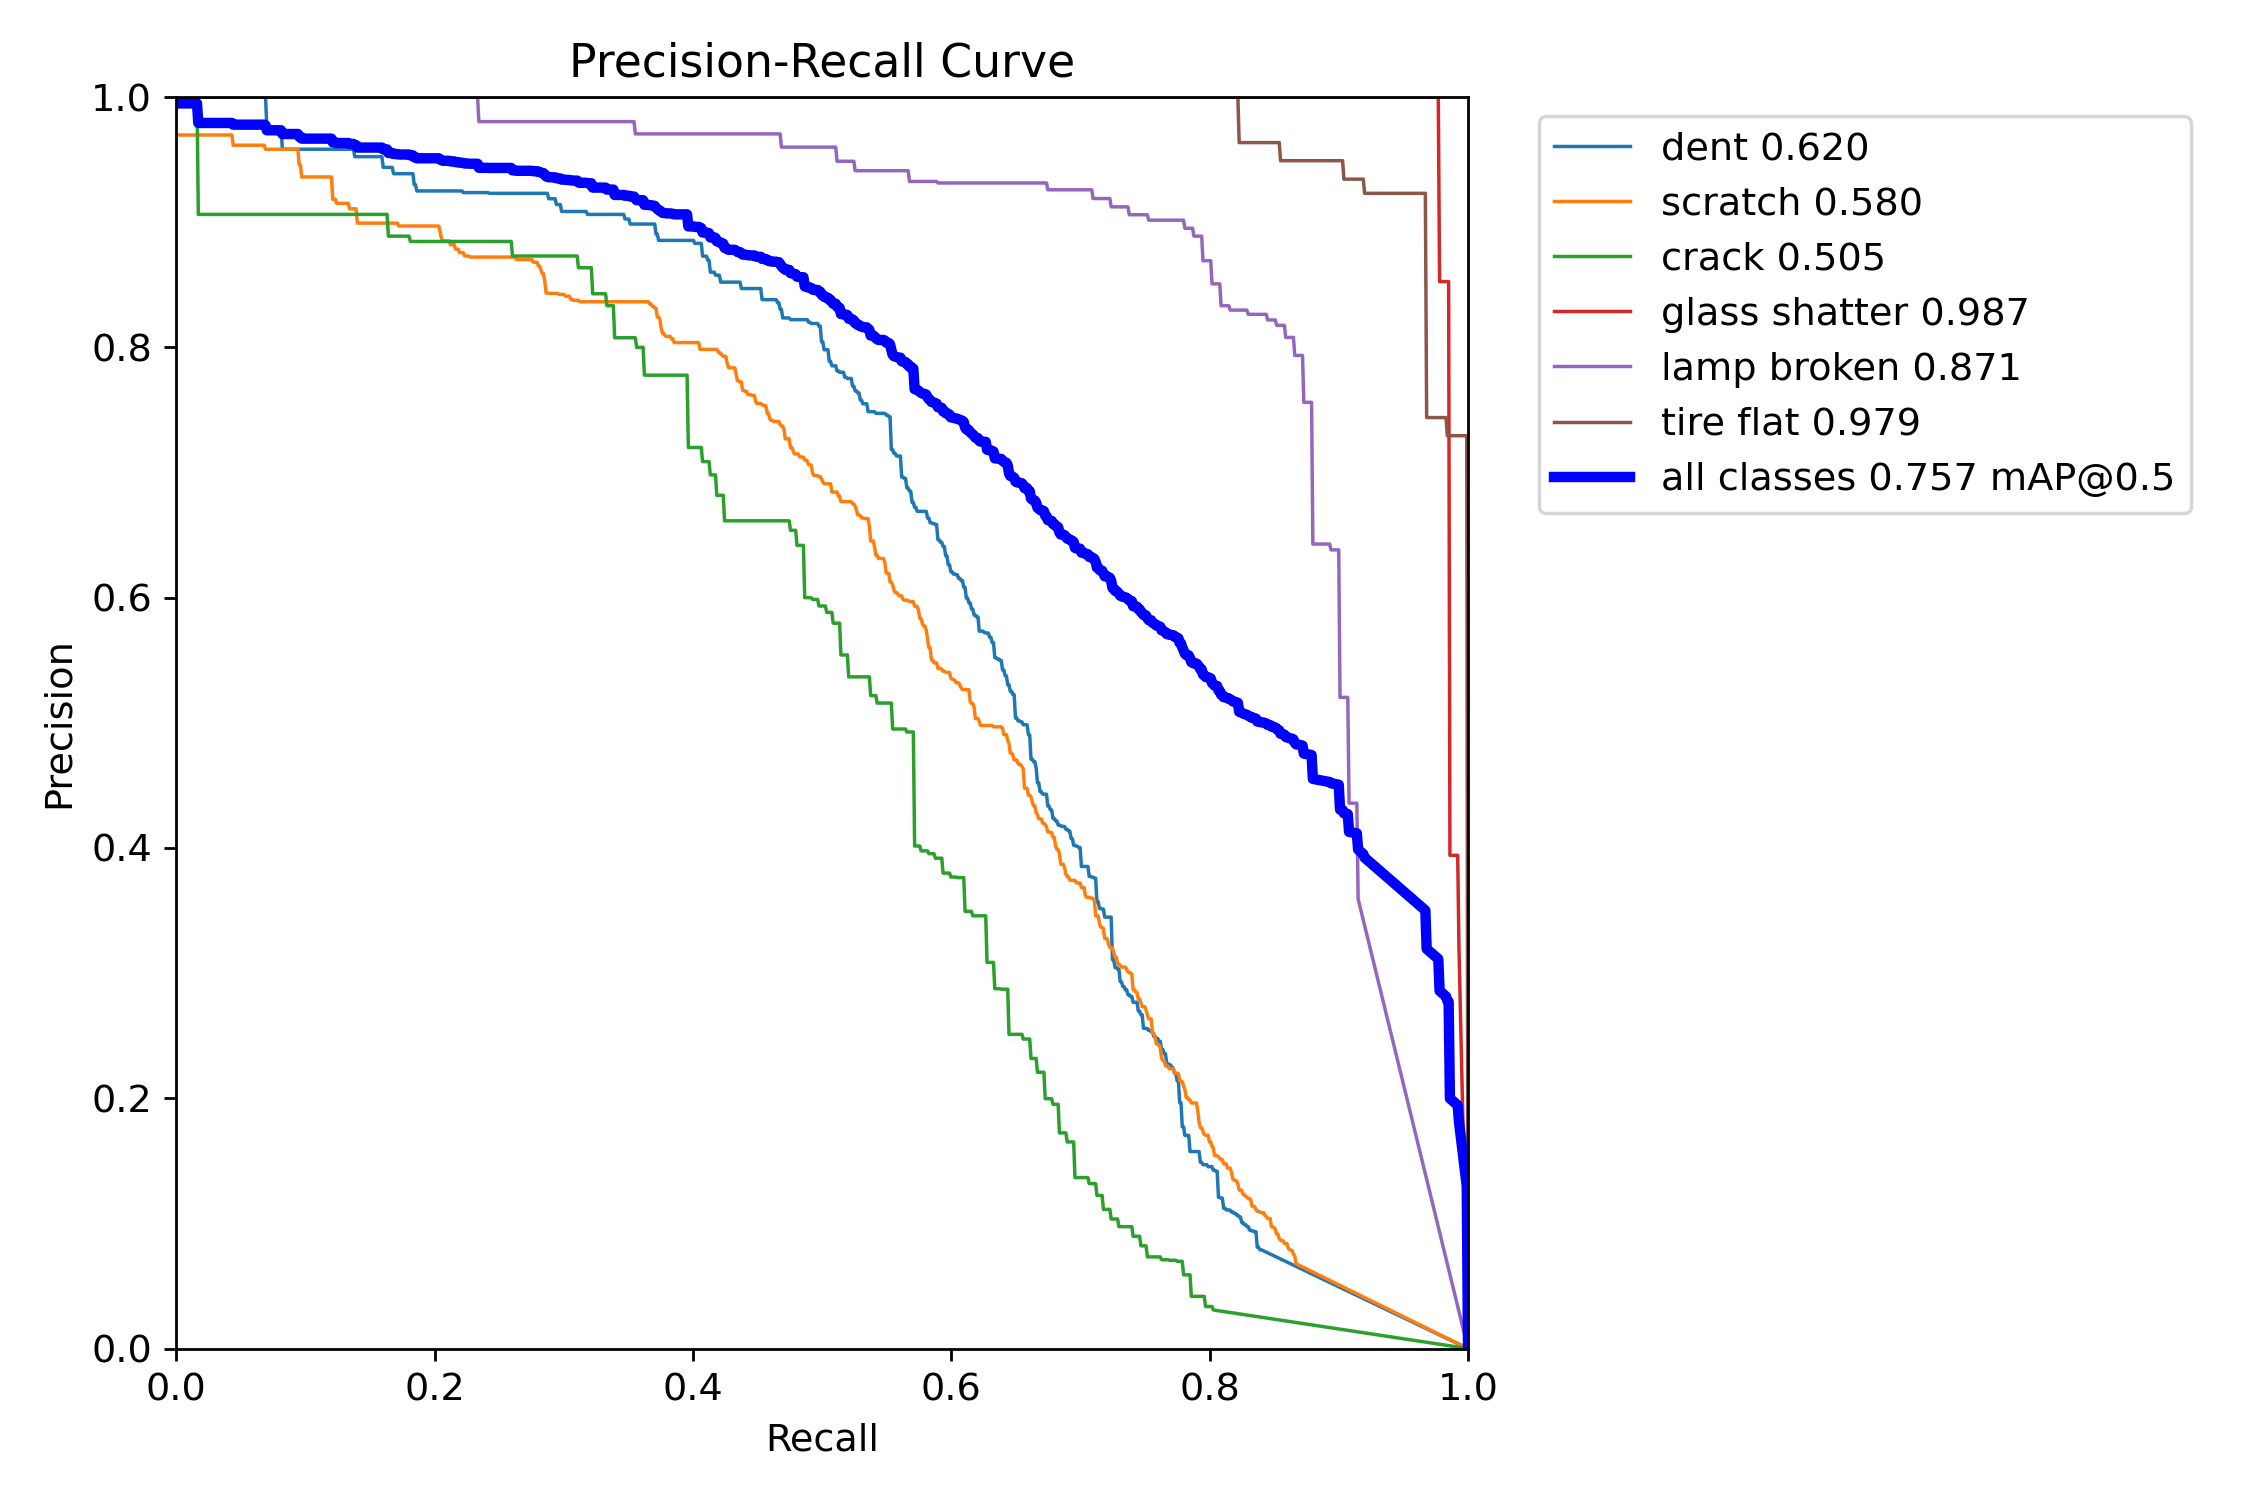 Precision-Recall Curve
1.0
0.8
0.6
0.4
0.2
0.0
Precision
0.0 0.2 0.4 0.6 0.8 1.0
Recall
dent 0.620
scratch 0.580
crack 0.505
glass shatter 0.987
lamp broken 0.871
tire flat 0.979
all classes 0.757 mAP@0.5